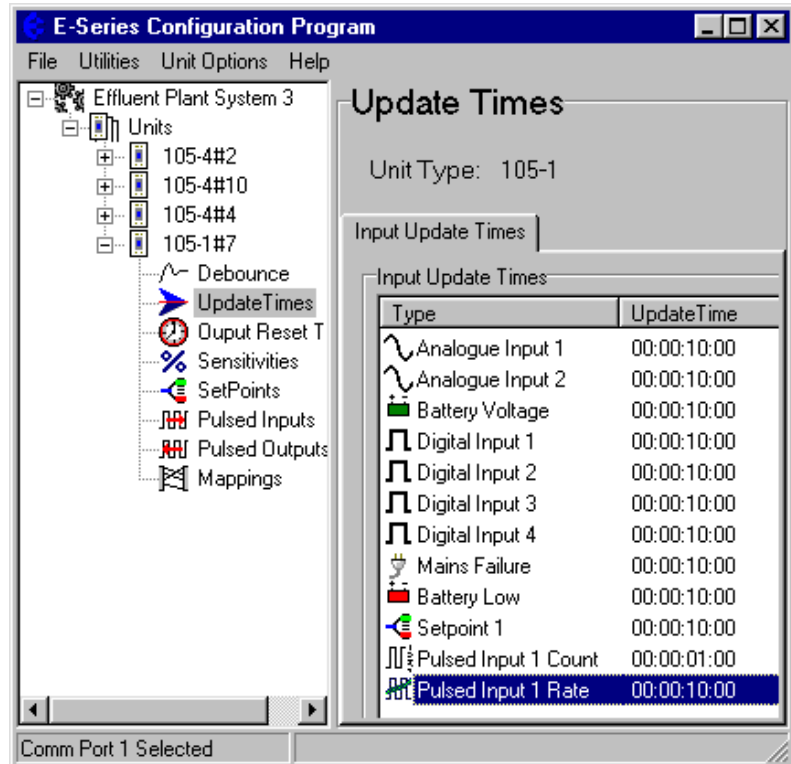 E-Series Configuration Program
File Utilities Unit Options Help
Effluent Plant System 3
Units
105-4#2
105-4#10
105-4#4
105-1#7
Debounce
UpdateTimes
Ouput Reset T
Sensitivities
SetPoints
Pulsed Inputs
Pulsed Outputs
Mappings
Update Times
Unit Type: 105-1
Input Update Times
Input Update Times
Type UpdateTime
Analogue Input 1 00:00:10:00
Analogue Input 2 00:00:10:00
Battery Voltage 00:00:10:00
Digital Input 1 00:00:10:00
Digital Input 2 00:00:10:00
Digital Input 3 00:00:10:00
Digital Input 4 00:00:10:00
Mains Failure 00:00:10:00
Battery Low 00:00:10:00
Setpoint 1 00:00:10:00
Pulsed Input 1 Count 00:00:01:00
Pulsed Input 1 Rate 00:00:10:00
Comm Port 1 Selected